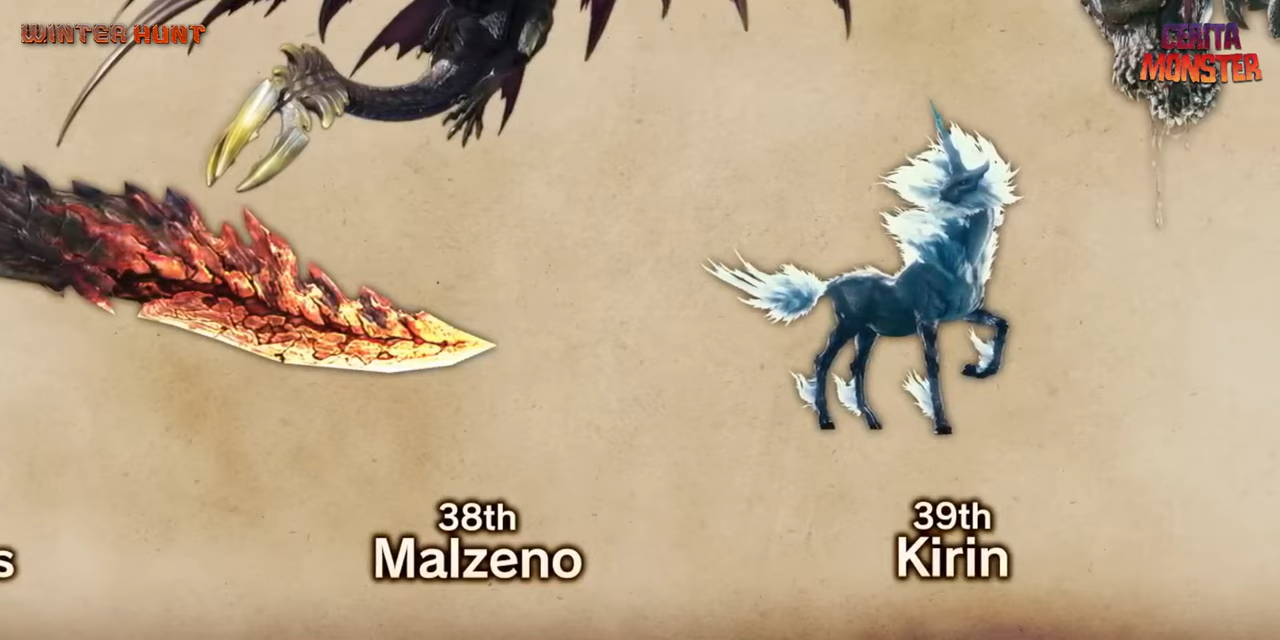 WINTER HUNT
CERITA
MONSTER
38th
Malzeno
39th
Kirin
s